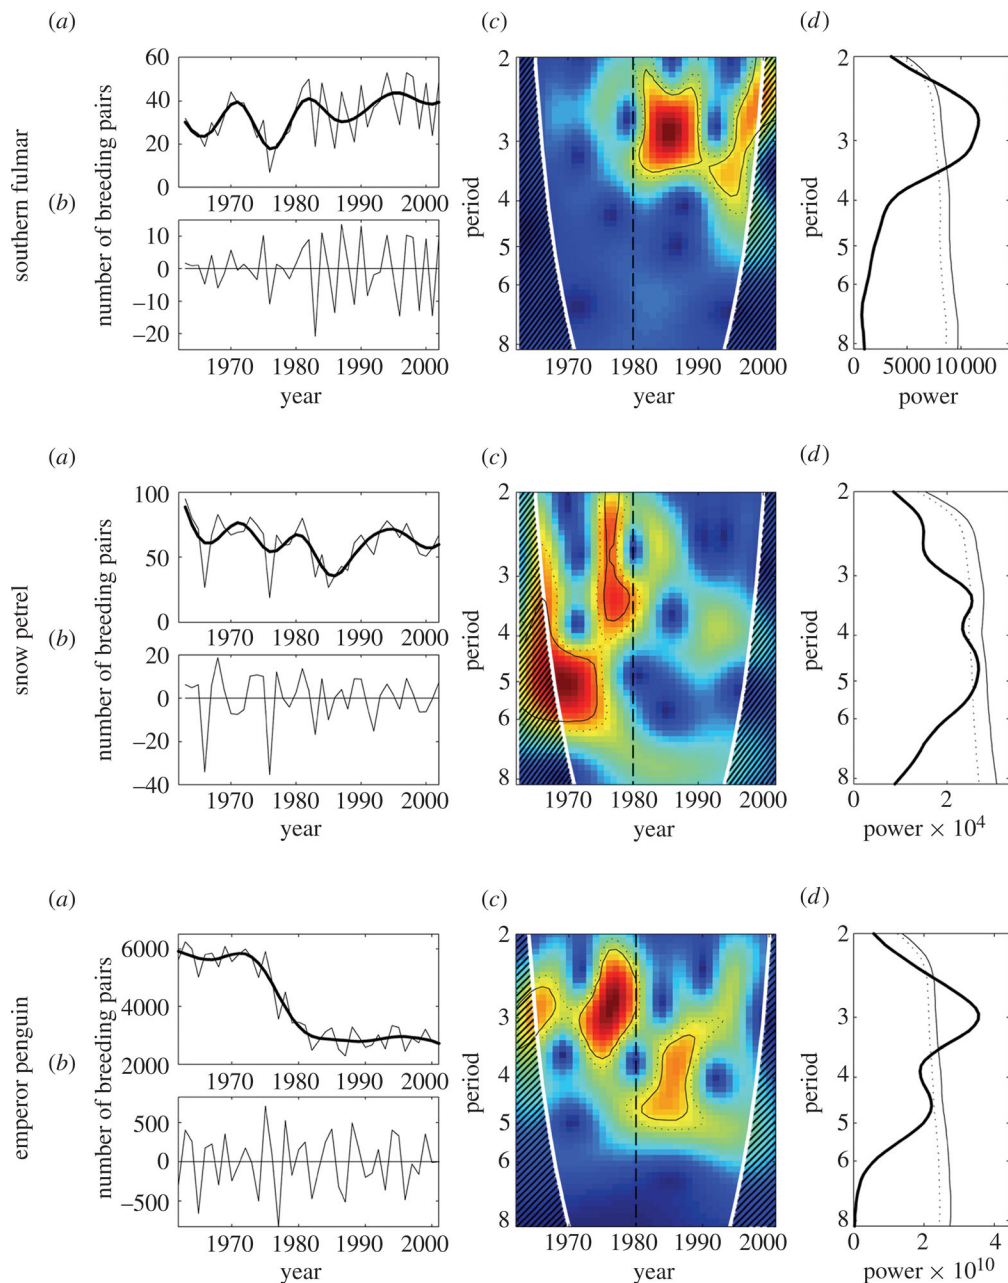 (a)
(c)
(d)
southern fulmar
number of breeding pairs
60
40
20
0
1970 1980 1990 2000
(b)
10
0
−10
−20
1970 1980 1990 2000
year
period
2
3
4
5
6
8
1970 1980 1990 2000
year
period
2
3
4
5
6
8
0 5000 10 000
power
(a)
(c)
(d)
snow petrel
number of breeding pairs
100
50
0
1970 1980 1990 2000
(b)
20
0
−20
−40
1970 1980 1990 2000
year
period
2
3
4
5
6
8
1970 1980 1990 2000
year
period
2
3
4
5
6
8
0 2
power × 10⁴
(a)
(c)
(d)
emperor penguin
number of breeding pairs
6000
4000
2000
1970 1980 1990 2000
(b)
500
0
−500
1970 1980 1990 2000
year
period
2
3
4
5
6
8
1970 1980 1990 2000
year
period
2
3
4
5
6
8
0 2 4
power × 10¹⁰